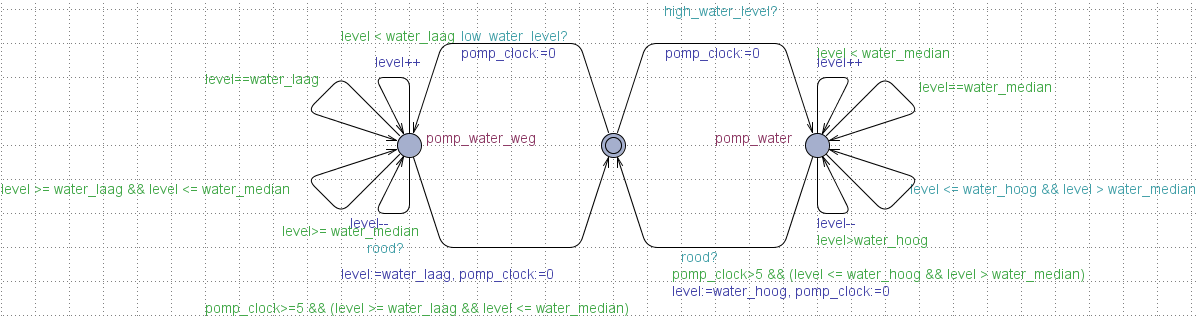 high_water_level?
level < water_laag low_water_level?
pomp_clock:=0
pomp_clock:=0
level < water_median
level++
level++
level==water_laag
level==water_median
pomp_water_weg
pomp_water
level >= water_laag && level <= water_median
level <= water_hoog && level > water_median
level--
level--
level>= water_median
level>water_hoog
rood?
rood?
level:=water_laag, pomp_clock:=0
pomp_clock>5 && (level <= water_hoog && level > water_median)
level:=water_hoog, pomp_clock:=0
pomp_clock>=5 && (level >= water_laag && level <= water_median)